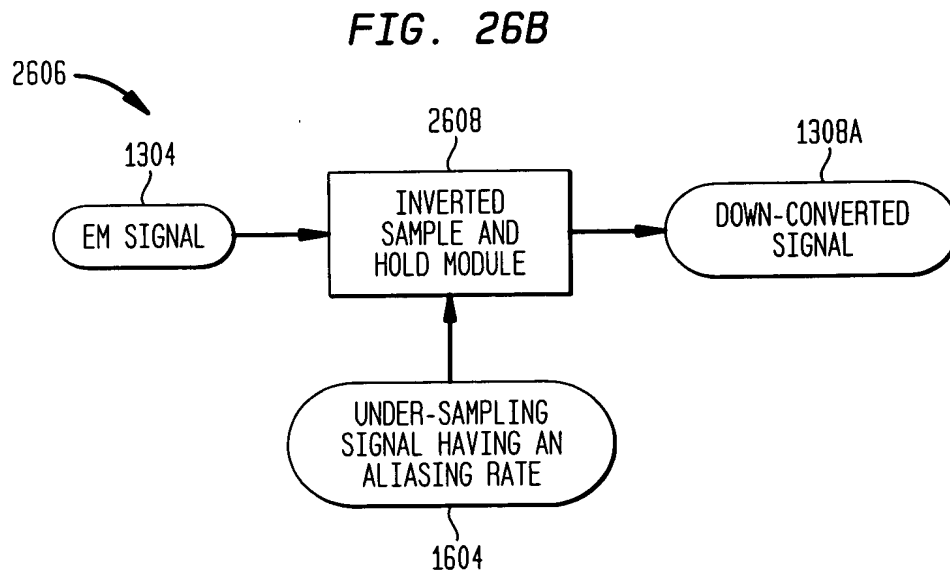 FIG. 26B
2606
1304
2608
1308A
EM SIGNAL
INVERTED
SAMPLE AND
HOLD MODULE
DOWN-CONVERTED
SIGNAL
UNDER-SAMPLING
SIGNAL HAVING AN
ALIASING RATE
1604